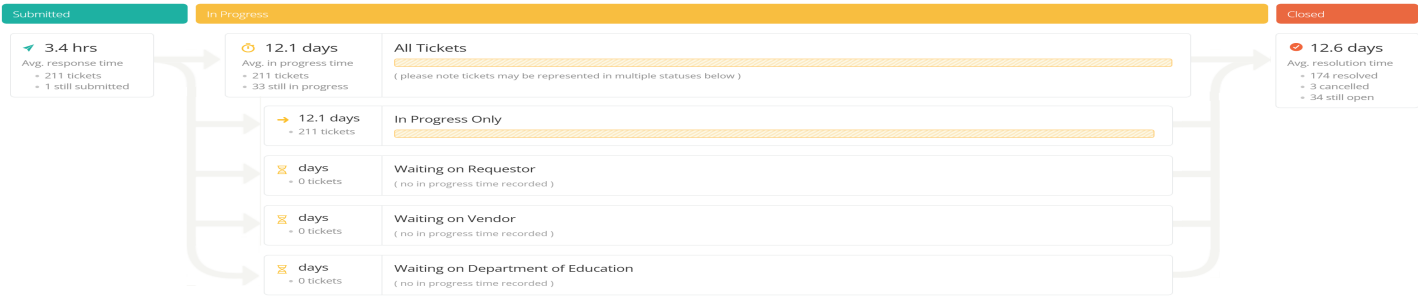 Submitted
In Progress
Closed
3.4 hrs
Avg. response time
211 tickets
1 still submitted
12.1 days
Avg. in progress time
211 tickets
33 still in progress
All Tickets
( please note tickets may be represented in multiple statuses below )
12.6 days
Avg. resolution time
174 resolved
3 cancelled
34 still open
12.1 days
211 tickets
In Progress Only
days
0 tickets
Waiting on Requestor
( no in progress time recorded )
days
0 tickets
Waiting on Vendor
( no in progress time recorded )
days
0 tickets
Waiting on Department of Education
( no in progress time recorded )